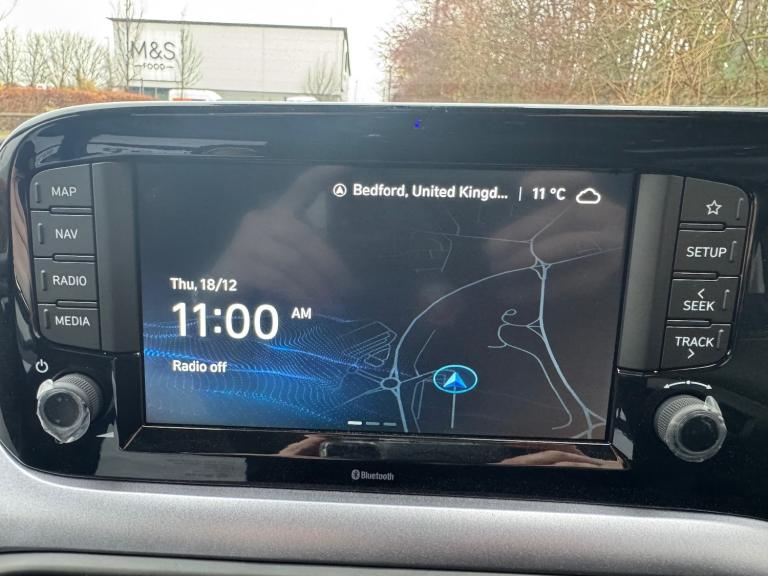 M&S
FOOD
MAP
NAV
RADIO
MEDIA
Bedford, United Kingd... | 11 °C
Thu, 18/12
11:00 AM
Radio off
SETUP
SEEK
TRACK
Bluetooth